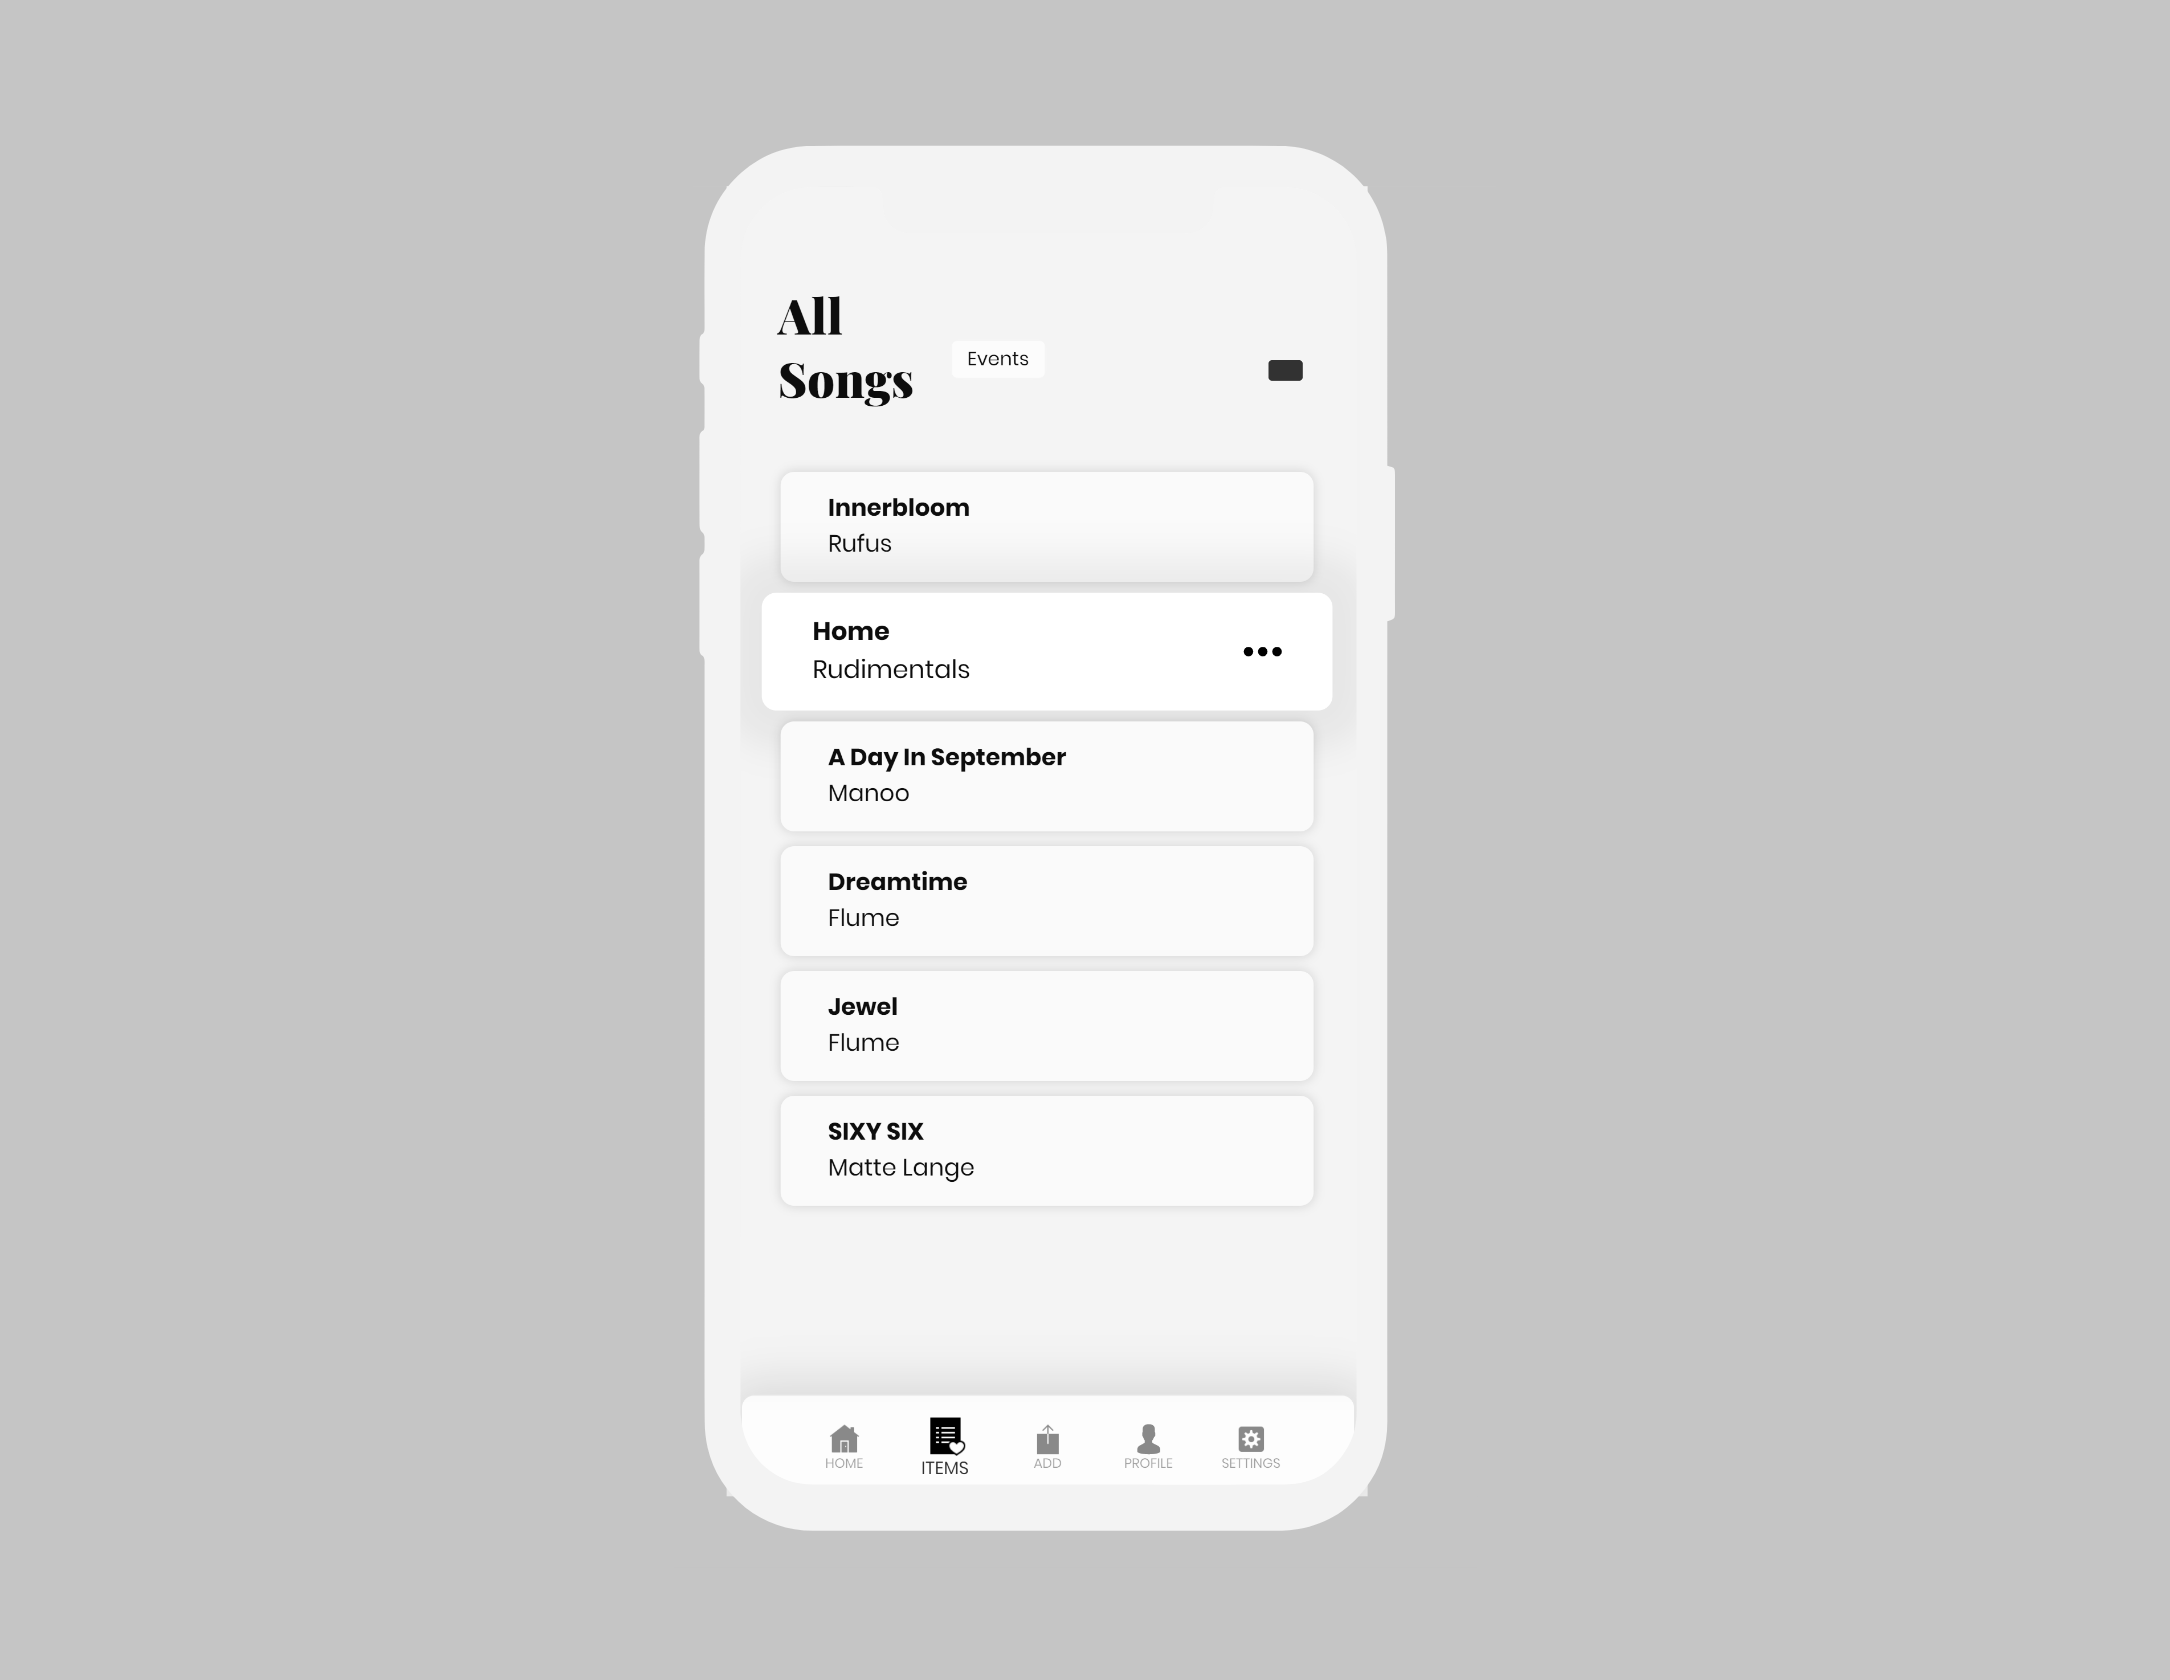 All
Songs
Events
Innerbloom
Rufus
Home
Rudimentals
A Day In September
Manoo
Dreamtime
Flume
Jewel
Flume
SIXY SIX
Matte Lange
HOME
ITEMS
ADD
PROFILE
SETTINGS